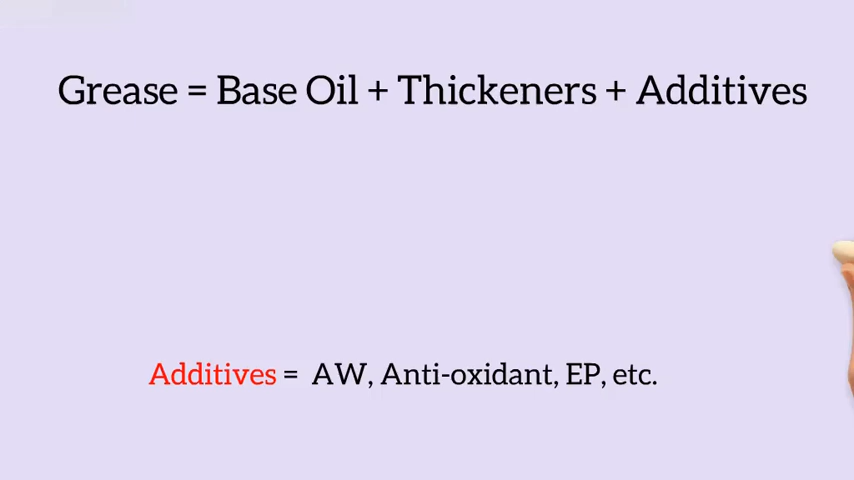 Grease = Base Oil + Thickeners + Additives
Additives = AW, Anti-oxidant, EP, etc.